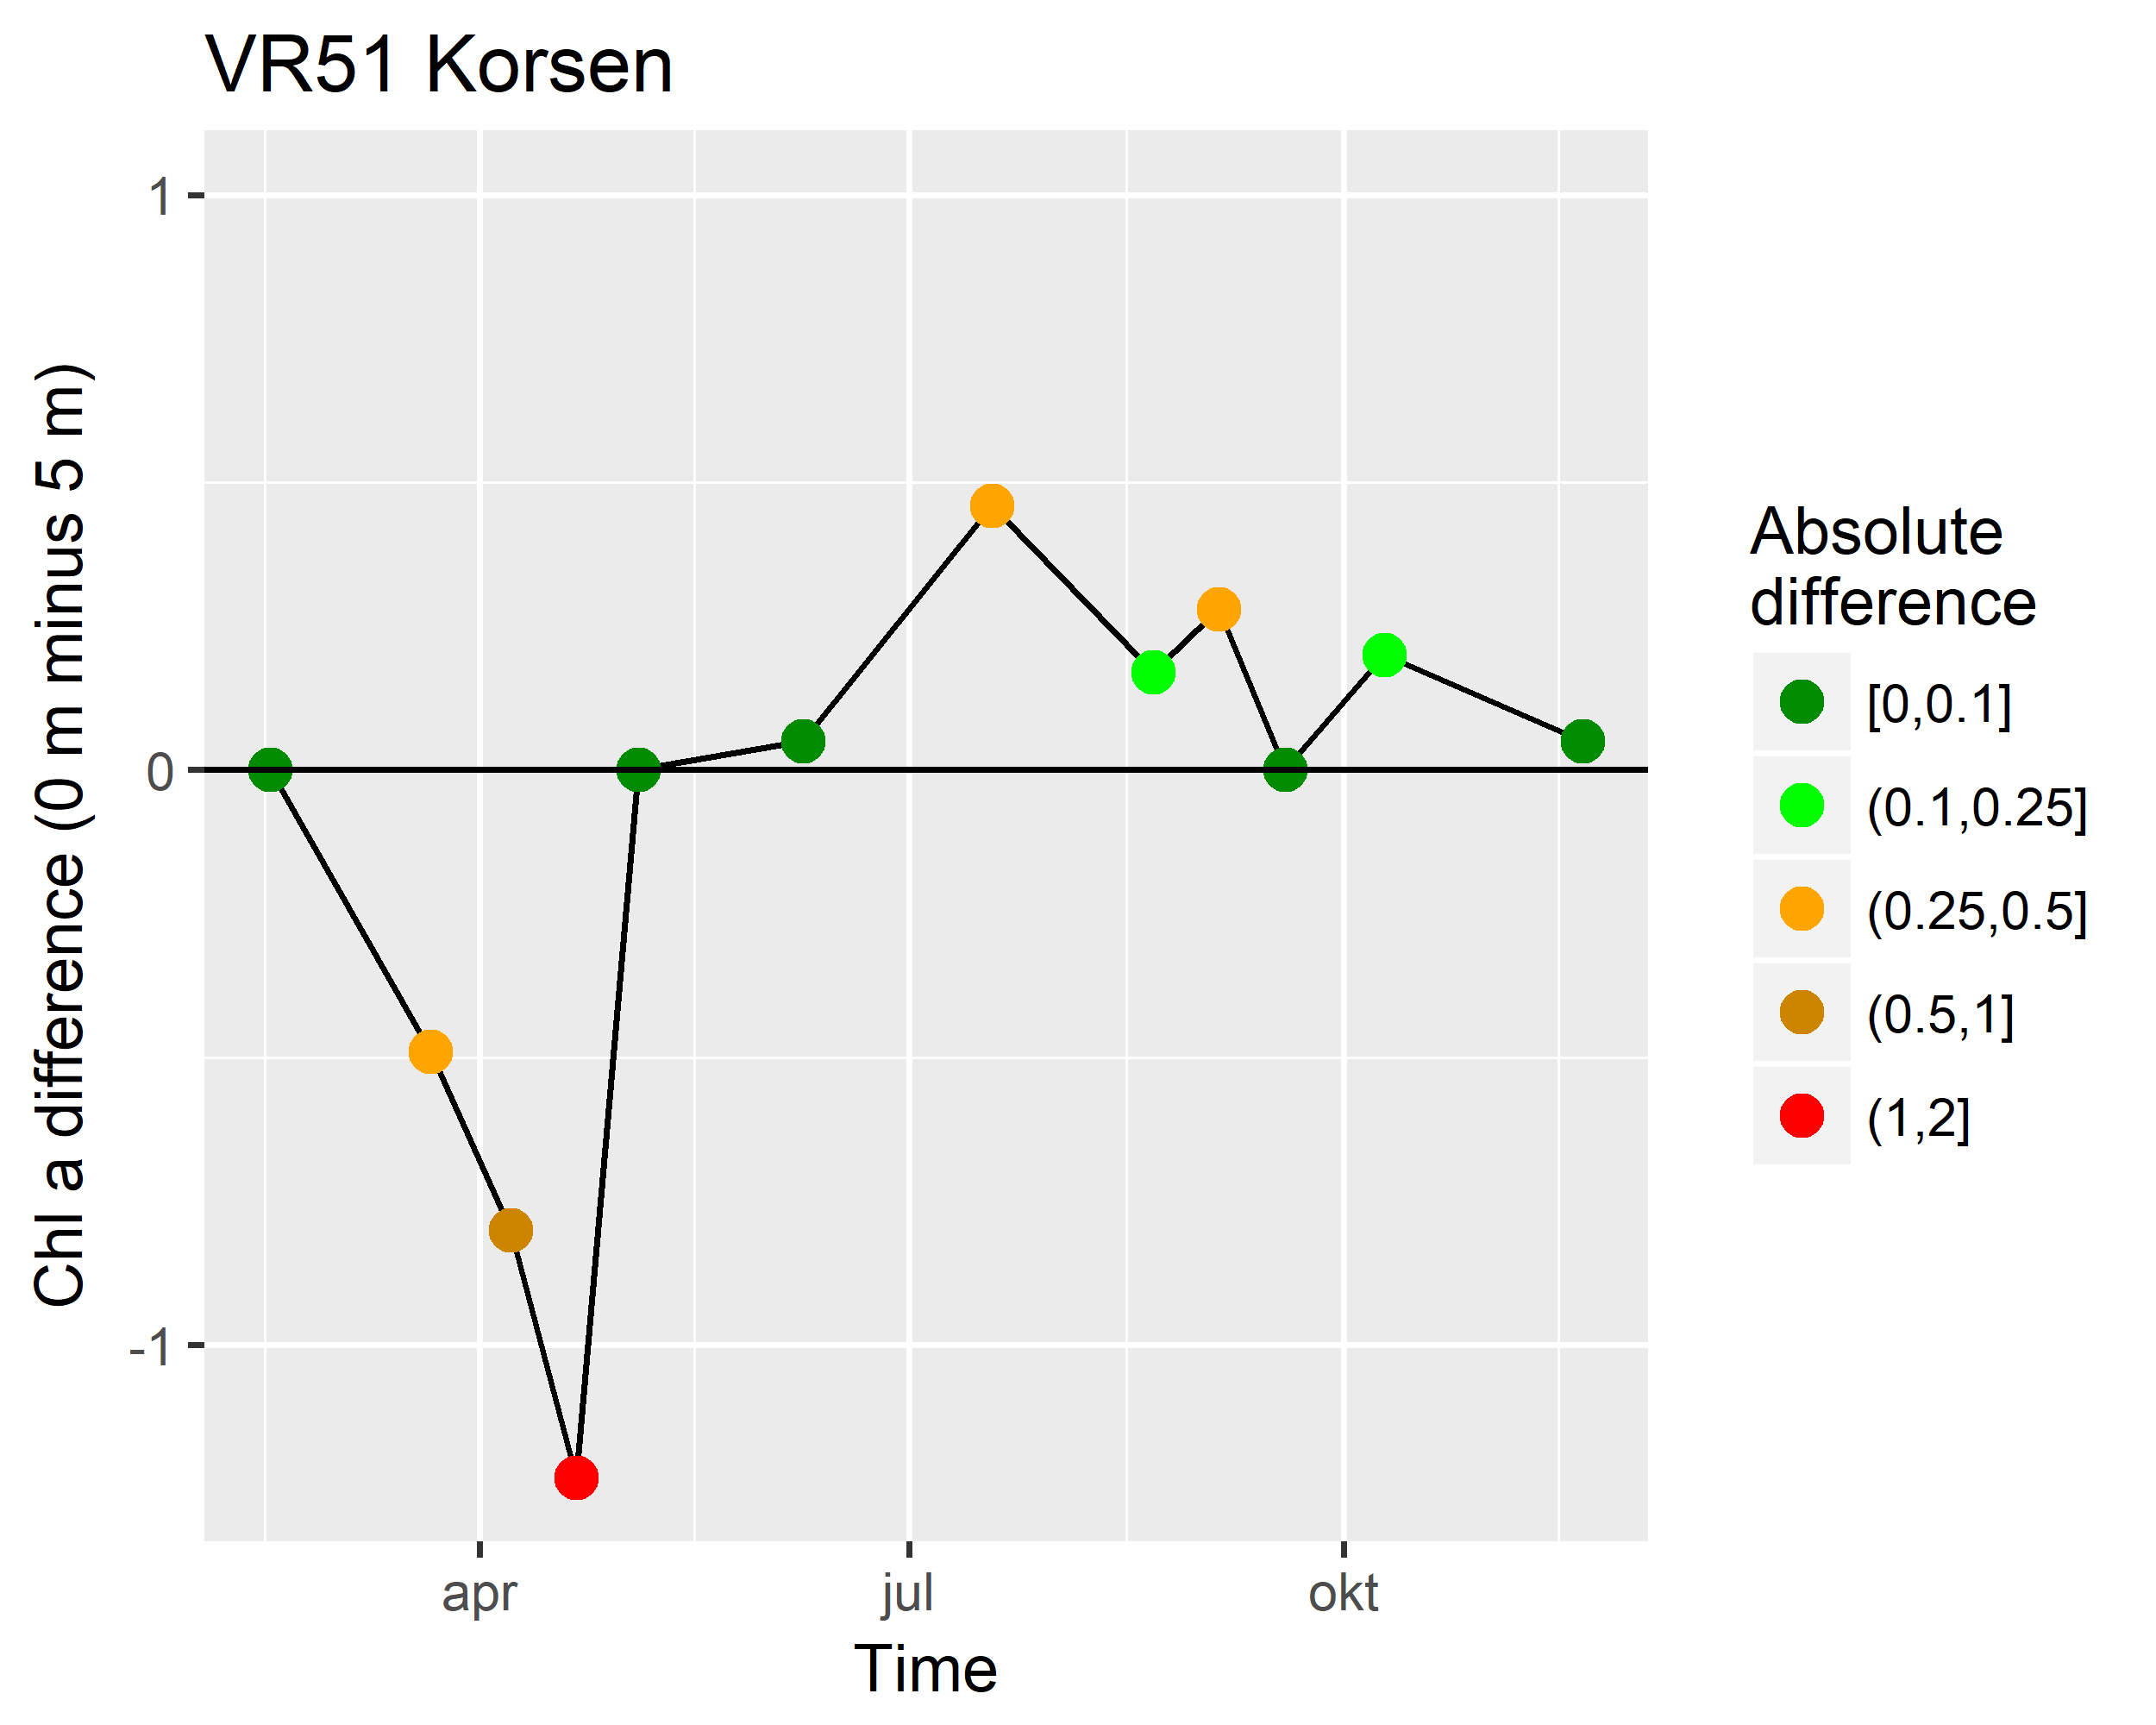 VR51 Korsen
Chl a difference (0 m minus 5 m)
1
0
-1
apr
jul
okt
Time
Absolute
difference
[0,0.1]
(0.1,0.25]
(0.25,0.5]
(0.5,1]
(1,2]